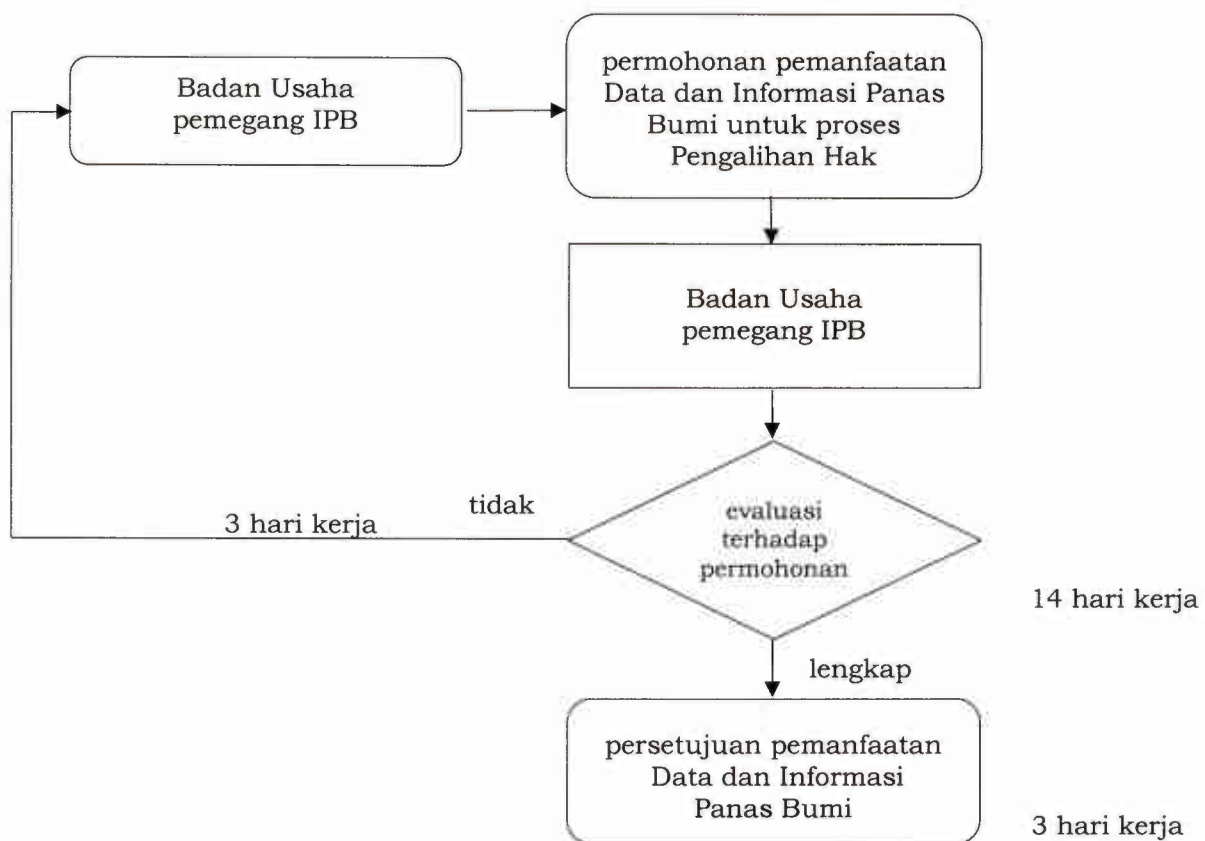 Badan Usaha
pemegang IPB
permohonan pemanfaatan
Data dan Informasi Panas
Bumi untuk proses
Pengalihan Hak
Badan Usaha
pemegang IPB
tidak
3 hari kerja
evaluasi
terhadap
permohonan
14 hari kerja
lengkap
persetujuan pemanfaatan
Data dan Informasi
Panas Bumi
3 hari kerja